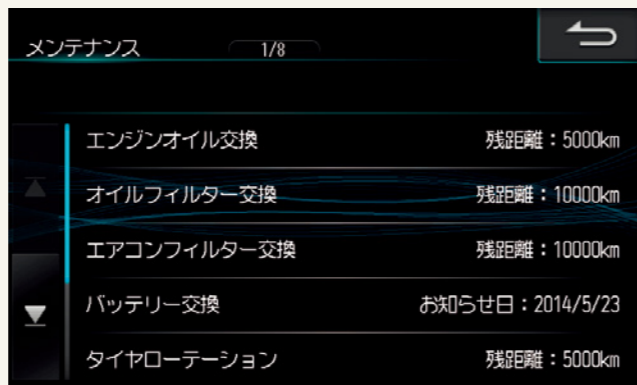 メンテナンス 1/8
エンジンオイル交換 残距離：5000km
オイルフィルター交換 残距離：10000km
エアコンフィルター交換 残距離：10000km
バッテリー交換 お知らせ日：2014/5/23
タイヤローテーション 残距離：5000km